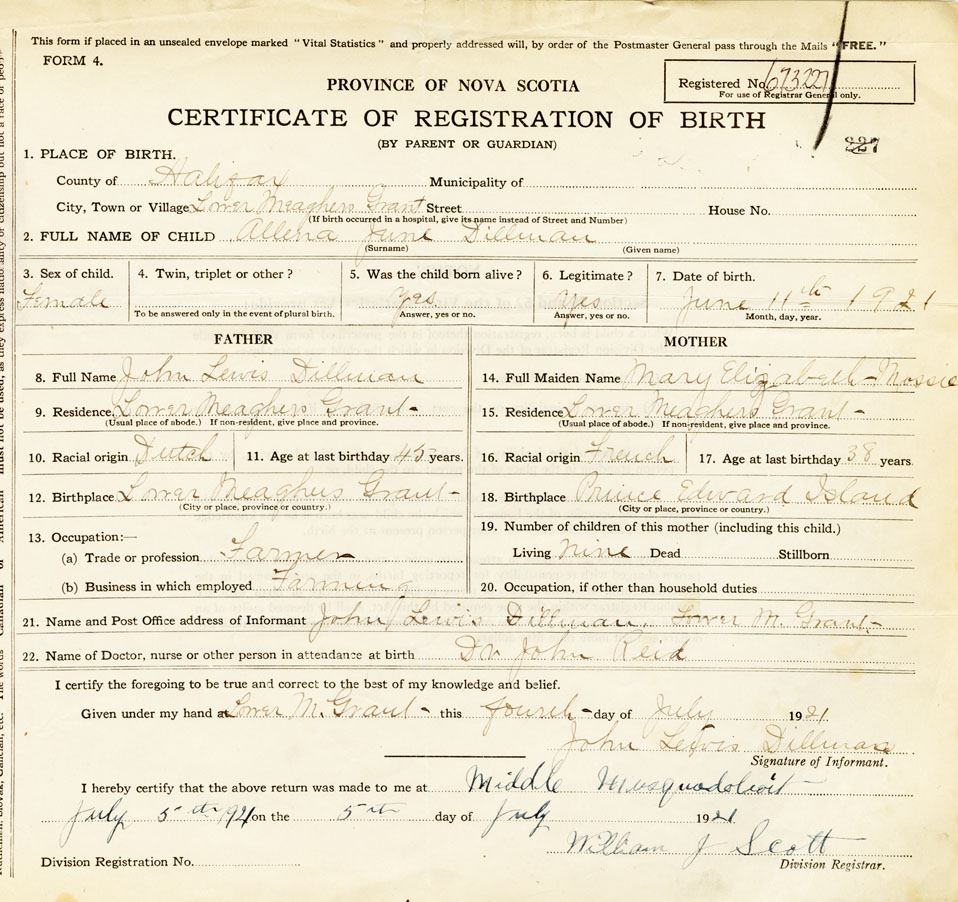 This form if placed in an unsealed envelope marked "Vital Statistics" and properly addressed will, by order of the Postmaster General pass through the Mails "FREE."
FORM 4.
Registered No. 673227
For use of Registrar General only.
PROVINCE OF NOVA SCOTIA
CERTIFICATE OF REGISTRATION OF BIRTH
(BY PARENT OR GUARDIAN)
227
1. PLACE OF BIRTH.
County of Halifax Municipality of
City, Town or Village Lower Meaghers Grant Street House No.
(If birth occurred in a hospital, give its name instead of Street and Number)
2. FULL NAME OF CHILD Allena June Dillman
(Surname) (Given name)
3. Sex of child. 4. Twin, triplet or other? 5. Was the child born alive? 6. Legitimate? 7. Date of birth.
Female Yes Yes June 11th 1921
To be answered only in the event of plural birth. Answer, yes or no. Answer, yes or no. Month, day, year.
FATHER
8. Full Name John Lewis Dillman
9. Residence Lower Meaghers Grant-
(Usual place of abode.) If non-resident, give place and province.
10. Racial origin Dutch 11. Age at last birthday 45 years.
12. Birthplace Lower Meaghers Grant-
(City or place, province or country.)
13. Occupation:—
(a) Trade or profession Farmer
(b) Business in which employed Farming
MOTHER
14. Full Maiden Name Mary Elizabeth
15. Residence Lower Meaghers Grant-
(Usual place of abode.) If non-resident, give place and province.
16. Racial origin French 17. Age at last birthday 38 years.
18. Birthplace Prince Edward Island
(City or place, province or country.)
19. Number of children of this mother (including this child.)
Living nine Dead Stillborn
20. Occupation, if other than household duties
21. Name and Post Office address of Informant John Lewis Dillman. Lower M. Grant-
22. Name of Doctor, nurse or other person in attendance at birth Dr John Reid
I certify the foregoing to be true and correct to the best of my knowledge and belief.
Given under my hand at Lower M. Grant- this fourth- day of July 1921
John Lewis Dillman
Signature of Informant.
I hereby certify that the above return was made to me at Middle Musquodoboit
July 5th 1921 on the 5th day of July 1921
William J Scott
Division Registration No. Division Registrar.